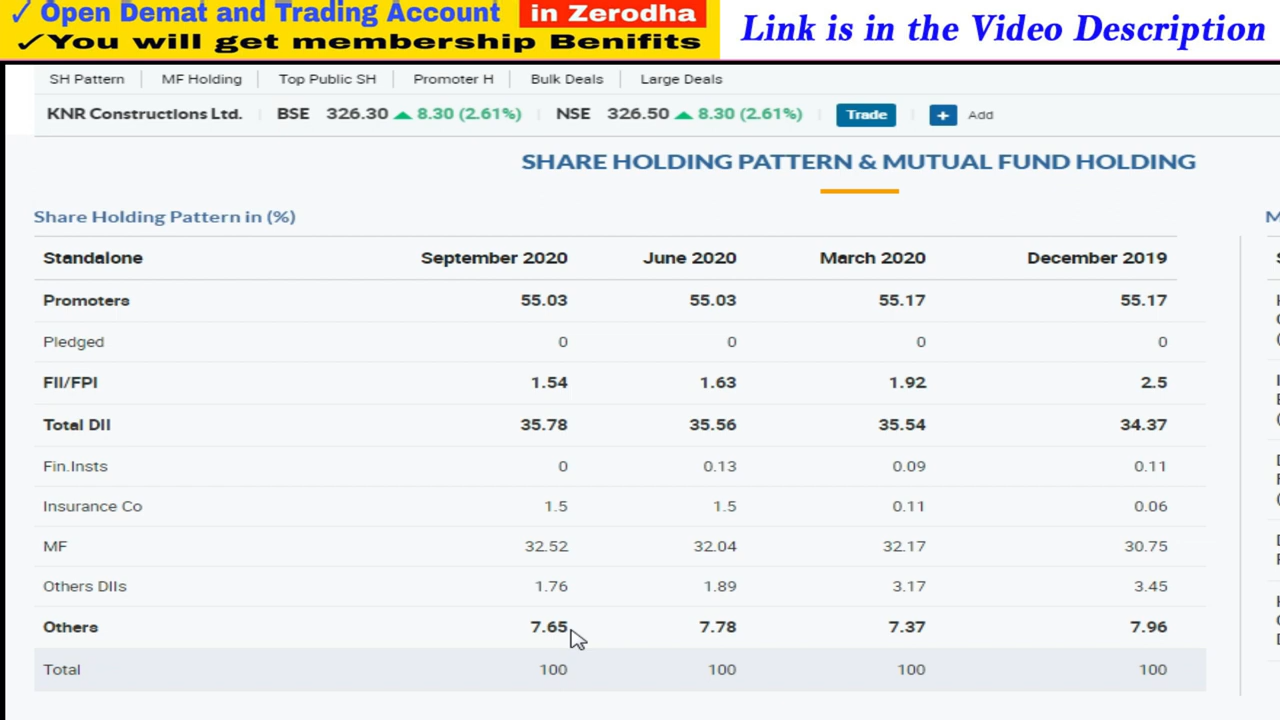 ✓ Open Demat and Trading Account in Zerodha
✓You will get membership Benifits
Link is in the Video Description
SH Pattern MF Holding Top Public SH Promoter H Bulk Deals Large Deals
KNR Constructions Ltd. BSE 326.30 ▲ 8.30 (2.61%) NSE 326.50 ▲ 8.30 (2.61%) Trade + Add
SHARE HOLDING PATTERN & MUTUAL FUND HOLDING
Share Holding Pattern in (%)
Standalone September 2020 June 2020 March 2020 December 2019
Promoters 55.03 55.03 55.17 55.17
Pledged 0 0 0 0
FII/FPI 1.54 1.63 1.92 2.5
Total DII 35.78 35.56 35.54 34.37
Fin.Insts 0 0.13 0.09 0.11
Insurance Co 1.5 1.5 0.11 0.06
MF 32.52 32.04 32.17 30.75
Others DIIs 1.76 1.89 3.17 3.45
Others 7.65 7.78 7.37 7.96
Total 100 100 100 100